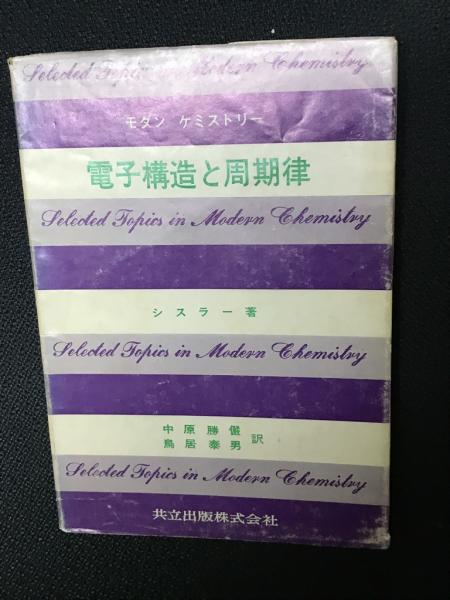 Selected Topics in Modern Chemistry
モダン ケミストリー
電子構造と周期律
Selected Topics in Modern Chemistry
シスラー著
Selected Topics in Modern Chemistry
中原勝儼
鳥居泰男 訳
Selected Topics in Modern Chemistry
共立出版株式会社